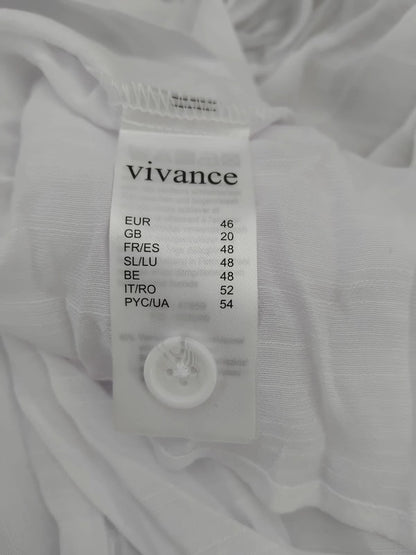 vivance
EUR 46
GB 20
FR/ES 48
SL/LU 48
BE 48
IT/RO 52
PYC/UA 54